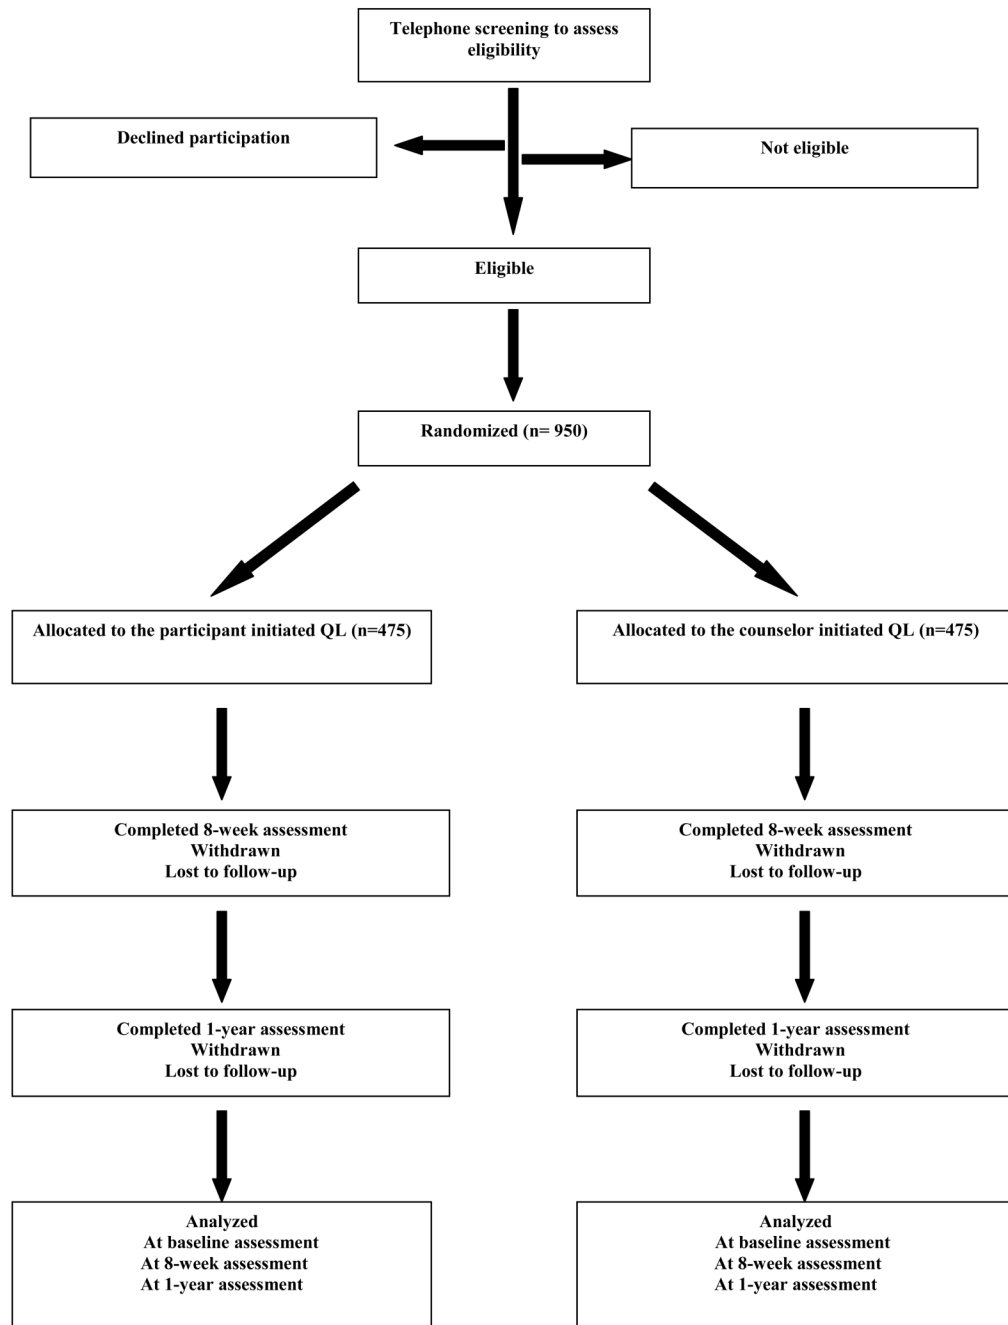 Telephone screening to assess
eligibility
Declined participation
Not eligible
Eligible
Randomized (n= 950)
Allocated to the participant initiated QL (n=475)
Allocated to the counselor initiated QL (n=475)
Completed 8-week assessment
Withdrawn
Lost to follow-up
Completed 8-week assessment
Withdrawn
Lost to follow-up
Completed 1-year assessment
Withdrawn
Lost to follow-up
Completed 1-year assessment
Withdrawn
Lost to follow-up
Analyzed
At baseline assessment
At 8-week assessment
At 1-year assessment
Analyzed
At baseline assessment
At 8-week assessment
At 1-year assessment